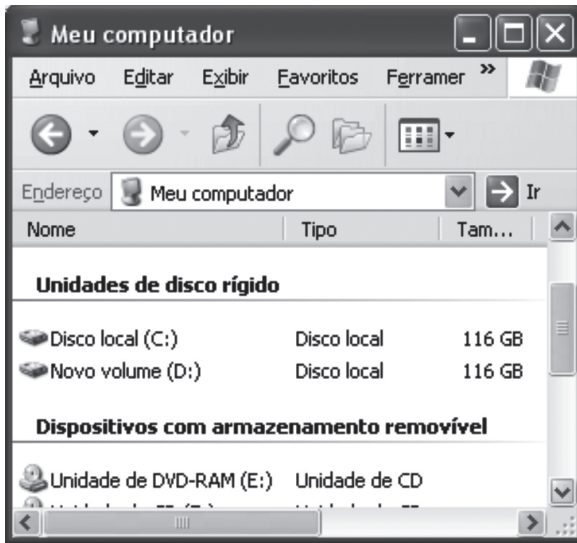 Meu computador
Arquivo Editar Exibir Favoritos Ferramer »
Endereço Meu computador Ir
Nome Tipo Tam...
Unidades de disco rígido
Disco local (C:) Disco local 116 GB
Novo volume (D:) Disco local 116 GB
Dispositivos com armazenamento removível
Unidade de DVD-RAM (E:) Unidade de CD